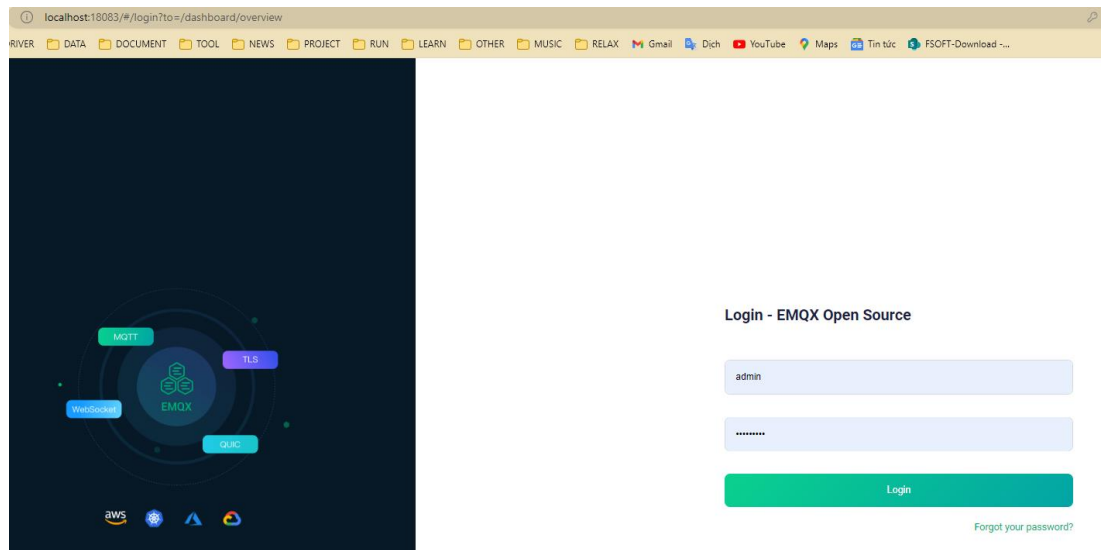 localhost:18083/#/login?to=/dashboard/overview
RIVER DATA DOCUMENT TOOL NEWS PROJECT RUN LEARN OTHER MUSIC RELAX Gmail Dịch YouTube Maps Tin tức FSOFT-Download -...
MQTT
TLS
WebSocket
EMQX
QUIC
aws
Login - EMQX Open Source
admin
•••••••••
Login
Forgot your password?